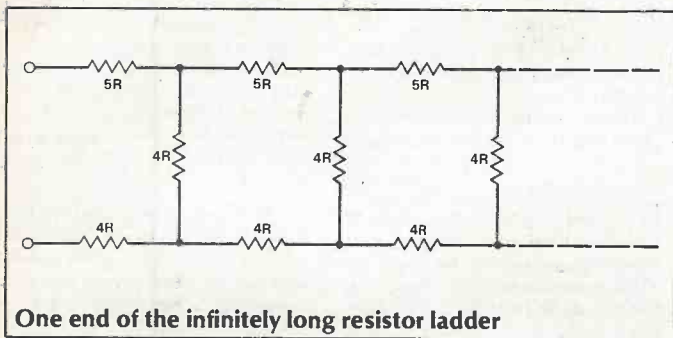 5R 5R 5R
4R 4R 4R
4R 4R 4R
One end of the infinitely long resistor ladder